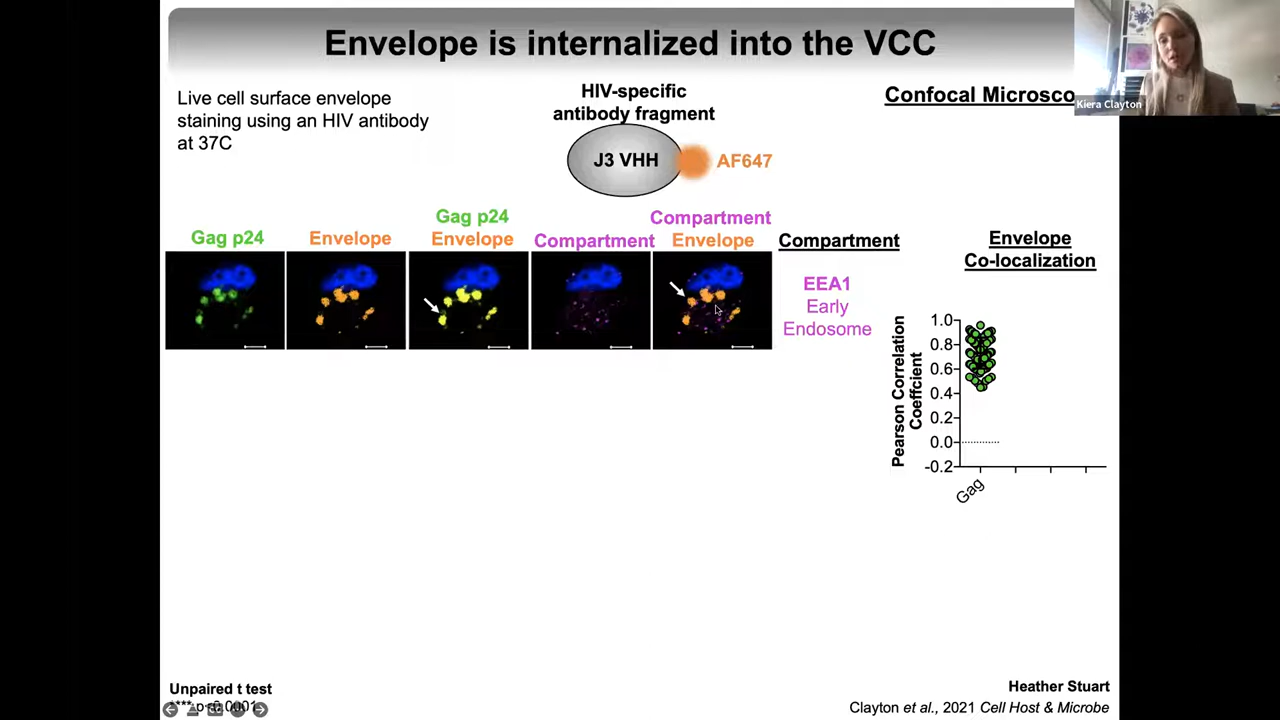 Envelope is internalized into the VCC
Kiera Clayton
Live cell surface envelope
staining using an HIV antibody
at 37C
HIV-specific
antibody fragment
J3 VHH
AF647
Confocal Microsco
Gag p24
Envelope
Gag p24
Envelope
Compartment
Compartment
Envelope
Compartment
EEA1
Early
Endosome
Envelope
Co-localization
Pearson Correlation
Coeffcient
1.0
0.8
0.6
0.4
0.2
0.0
-0.2
Gag
Unpaired t test
**** p<0.0001
Heather Stuart
Clayton et al., 2021 Cell Host & Microbe